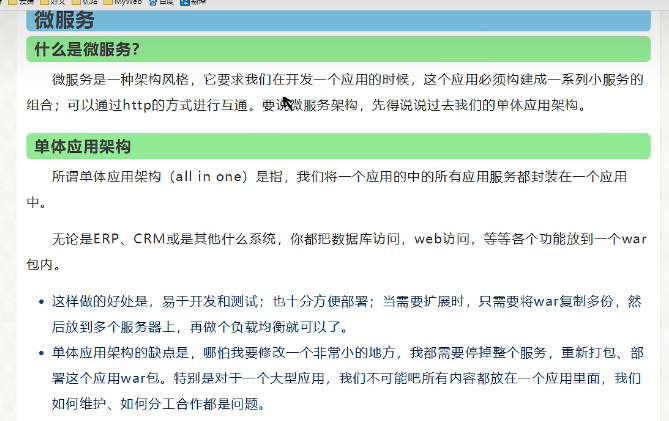 云端 好文 优站 MyWeb 百度 翻译
微服务
什么是微服务？
微服务是一种架构风格，它要求我们在开发一个应用的时候，这个应用必须构建成一系列小服务的
组合；可以通过http的方式进行互通。要说微服务架构，先得说说过去我们的单体应用架构。
单体应用架构
所谓单体应用架构（all in one）是指，我们将一个应用的中的所有应用服务都封装在一个应用
中。
无论是ERP、CRM或是其他什么系统，你都把数据库访问，web访问，等等各个功能放到一个war
包内。
• 这样做的好处是，易于开发和测试；也十分方便部署；当需要扩展时，只需要将war复制多份，然
后放到多个服务器上，再做个负载均衡就可以了。
• 单体应用架构的缺点是，哪怕我要修改一个非常小的地方，我都需要停掉整个服务，重新打包、部
署这个应用war包。特别是对于一个大型应用，我们不可能吧所有内容都放在一个应用里面，我们
如何维护、如何分工合作都是问题。